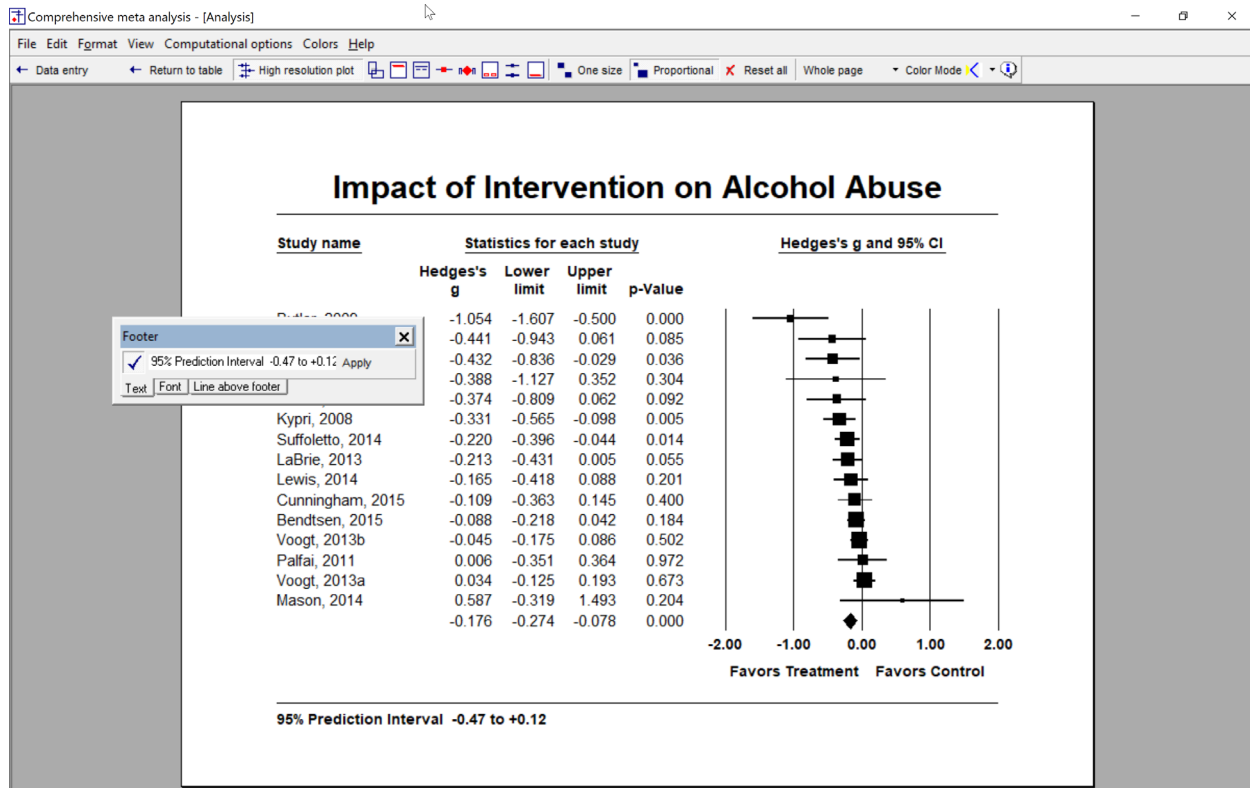 Comprehensive meta analysis - [Analysis]
File Edit Format View Computational options Colors Help
Data entry Return to table High resolution plot One size Proportional Reset all Whole page Color Mode
Impact of Intervention on Alcohol Abuse
Study name Statistics for each study Hedges's g and 95% CI
Hedges's Lower Upper
g limit limit p-Value
-1.054 -1.607 -0.500 0.000
Footer
-0.441 -0.943 0.061 0.085
95% Prediction Interval -0.47 to +0.12 Apply
-0.432 -0.836 -0.029 0.036
Text Font Line above footer
-0.388 -1.127 0.352 0.304
-0.374 -0.809 0.062 0.092
Kypri, 2008 -0.331 -0.565 -0.098 0.005
Suffoletto, 2014 -0.220 -0.396 -0.044 0.014
LaBrie, 2013 -0.213 -0.431 0.005 0.055
Lewis, 2014 -0.165 -0.418 0.088 0.201
Cunningham, 2015 -0.109 -0.363 0.145 0.400
Bendtsen, 2015 -0.088 -0.218 0.042 0.184
Voogt, 2013b -0.045 -0.175 0.086 0.502
Palfai, 2011 0.006 -0.351 0.364 0.972
Voogt, 2013a 0.034 -0.125 0.193 0.673
Mason, 2014 0.587 -0.319 1.493 0.204
-0.176 -0.274 -0.078 0.000
-2.00 -1.00 0.00 1.00 2.00
Favors Treatment Favors Control
95% Prediction Interval -0.47 to +0.12